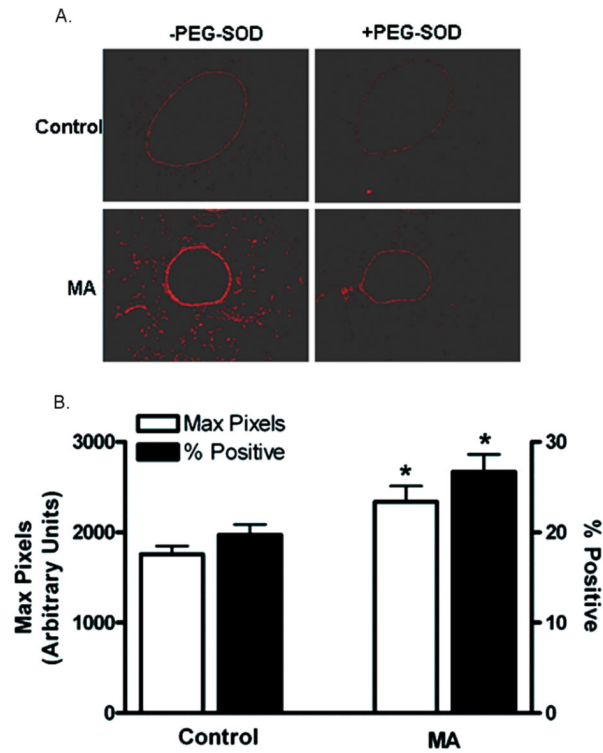 A.
-PEG-SOD
+PEG-SOD
Control
MA
B.
Max Pixels
% Positive
Max Pixels
(Arbitrary Units)
3000
2000
1000
0
*
*
30
20
10
0
% Positive
Control
MA